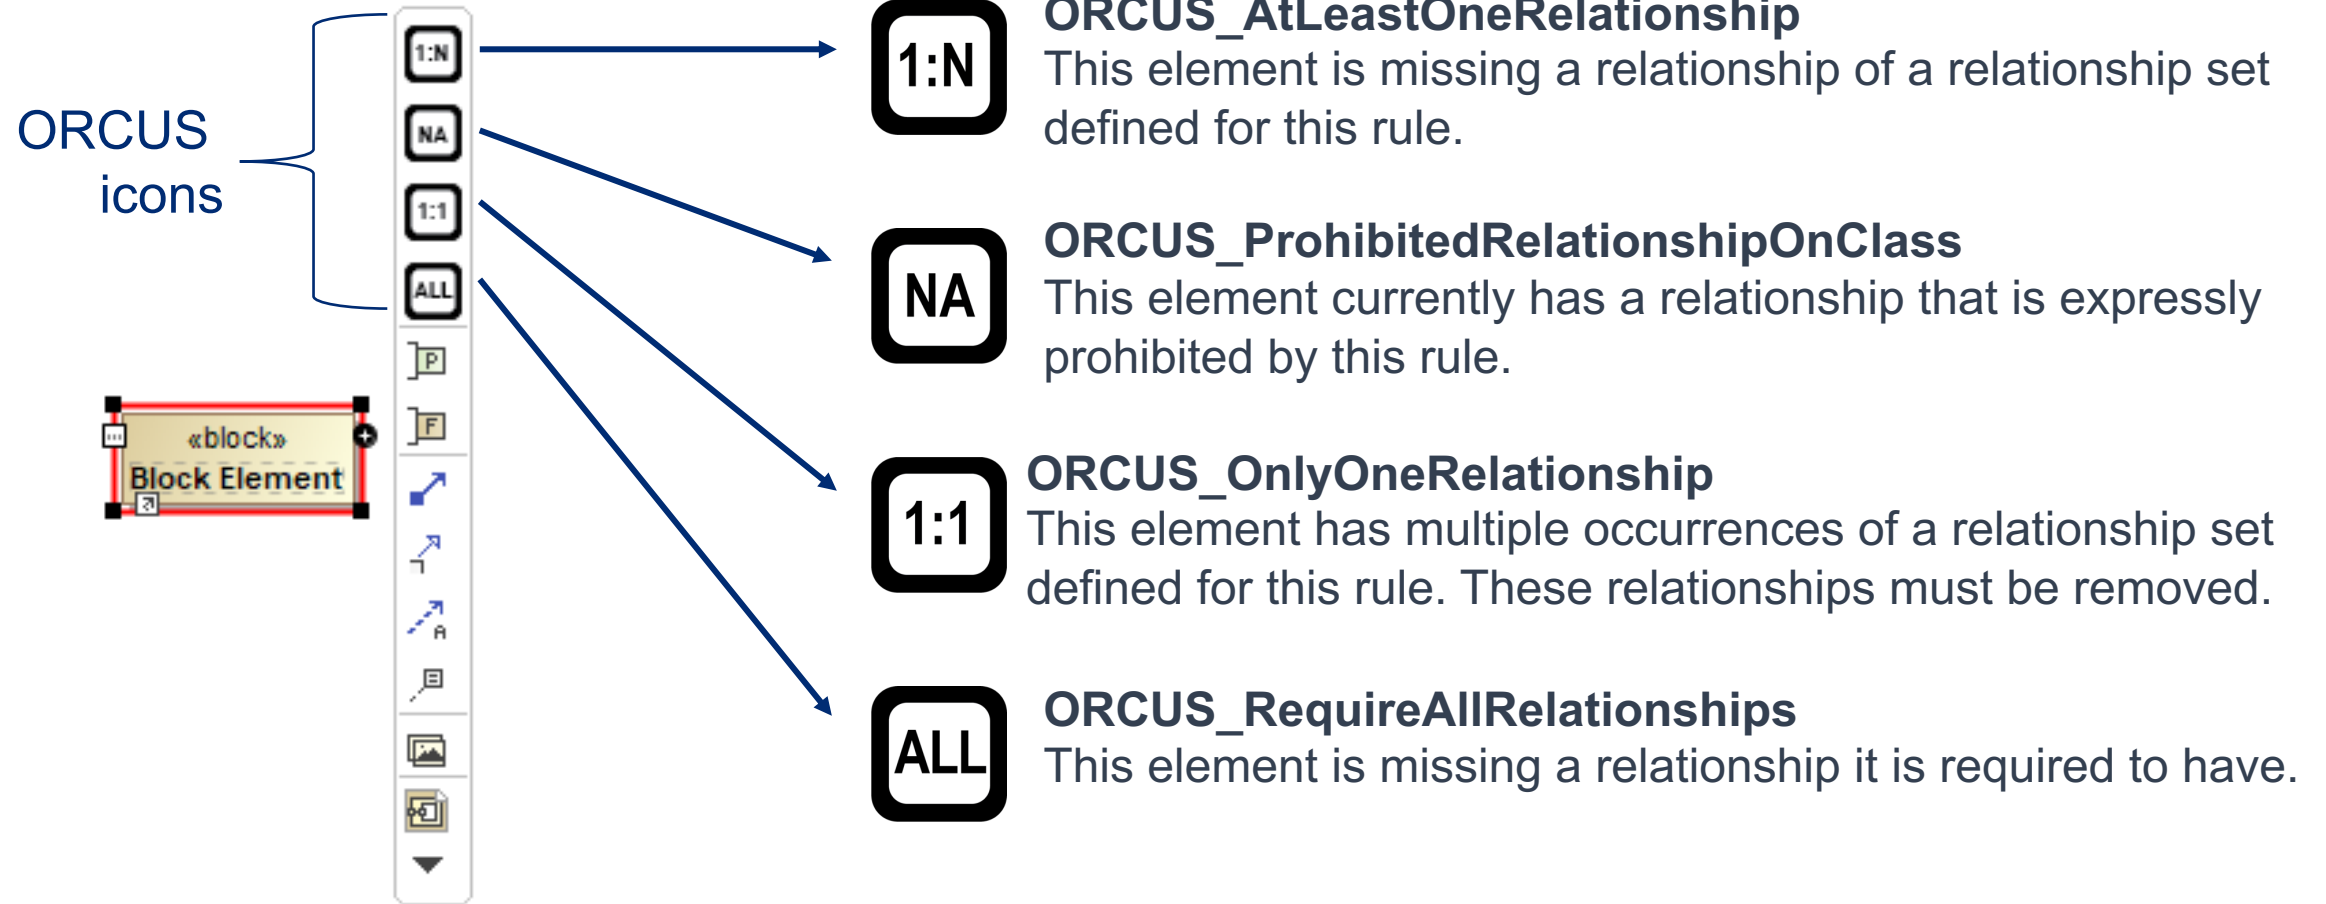 ORCUS
icons
1:N
NA
1:1
ALL
P
F
A
«block»
Block Element
1:N
ORCUS_AtLeastOneRelationship
This element is missing a relationship of a relationship set
defined for this rule.
NA
ORCUS_ProhibitedRelationshipOnClass
This element currently has a relationship that is expressly
prohibited by this rule.
1:1
ORCUS_OnlyOneRelationship
This element has multiple occurrences of a relationship set
defined for this rule. These relationships must be removed.
ALL
ORCUS_RequireAllRelationships
This element is missing a relationship it is required to have.